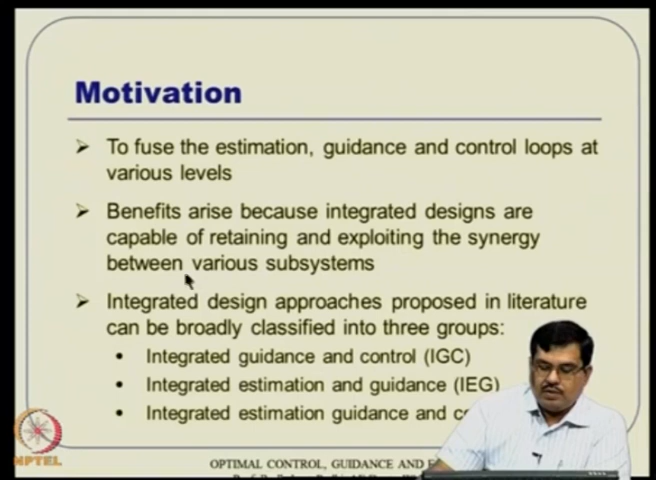 Motivation
To fuse the estimation, guidance and control loops at
various levels
Benefits arise because integrated designs are
capable of retaining and exploiting the synergy
between various subsystems
Integrated design approaches proposed in literature
can be broadly classified into three groups:
• Integrated guidance and control (IGC)
• Integrated estimation and guidance (IEG)
• Integrated estimation guidance and
NPTEL
OPTIMAL CONTROL, GUIDANCE AND